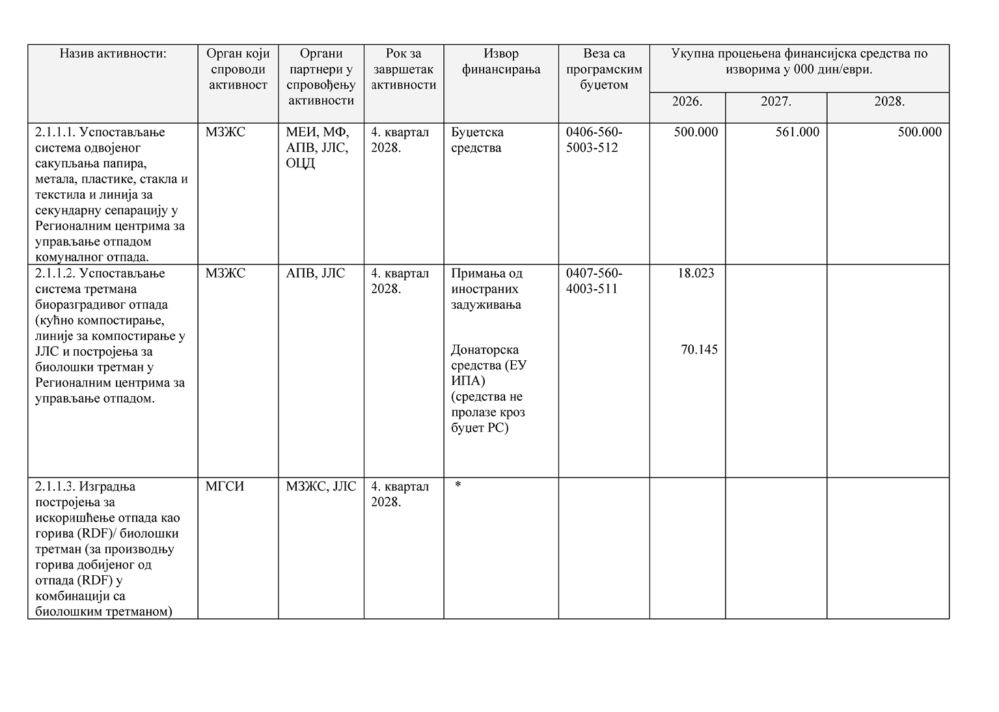 Назив активности:
Орган који
спроводи
активност
Органи
партнери у
спровођењу
активности
Рок за
завршетак
активности
Извор
финансирања
Веза са
програмским
буџетом
Укупна процењена финансијска средства по
изворима у 000 дин/еври.
2026.
2027.
2028.
2.1.1.1. Успостављање
система одвојеног
сакупљања папира,
метала, пластике, стакла и
текстила и линија за
секундарну сепарацију у
Регионалним центрима за
управљање отпадом
комуналног отпада.
МЗЖС
МЕИ, МФ,
АПВ, ЈЛС,
ОЦД
4. квартал
2028.
Буџетска
средства
0406-560-
5003-512
500.000
561.000
500.000
2.1.1.2. Успостављање
система третмана
биоразградивог отпада
(кућно компостирање,
линије за компостирање у
ЈЛС и постројења за
биолошки третман у
Регионалним центрима за
управљање отпадом.
МЗЖС
АПВ, ЈЛС
4. квартал
2028.
Примања од
иностраних
задуживања
Донаторска
средства (ЕУ
ИПА)
(средства не
пролазе кроз
буџет РС)
0407-560-
4003-511
18.023
70.145
2.1.1.3. Изградња
постројења за
искоришћење отпада као
горива (RDF)/ биолошки
третман (за производњу
горива добијеног од
отпада (RDF) у
комбинацији са
биолошким третманом)
МГСИ
МЗЖС, ЈЛС
4. квартал
2028.
*